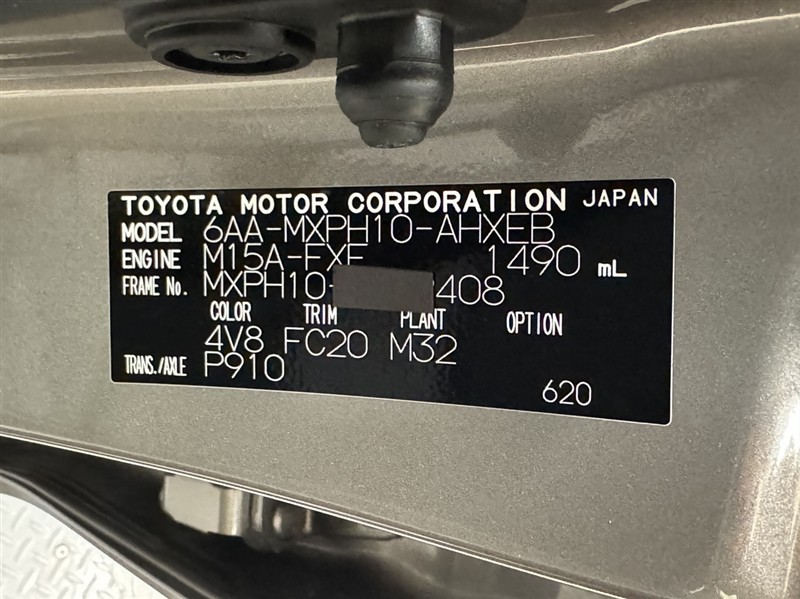 TOYOTA MOTOR CORPORATION JAPAN
MODEL 6AA-MXPH10-AHXEB
ENGINE M15A-FXE 1490 mL
FRAME No. MXPH10- 408
COLOR TRIM PLANT OPTION
4V8 FC20 M32
TRANS./AXLE P910
620